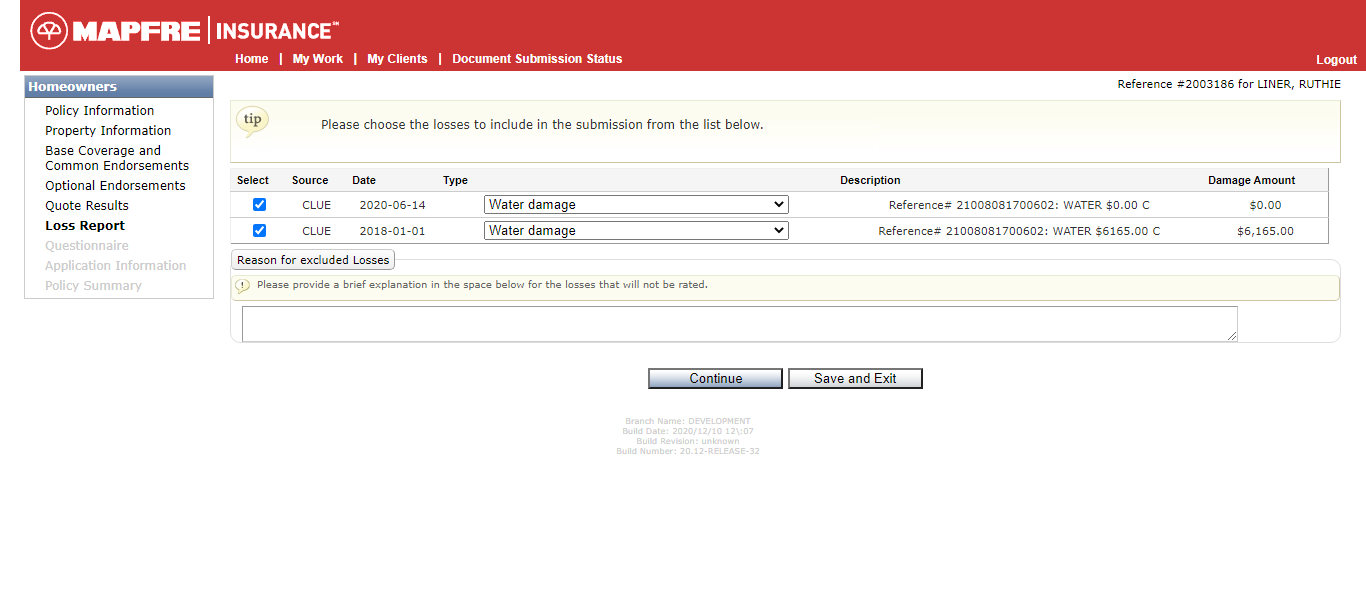 MAPFRE | INSURANCE℠
Home | My Work | My Clients | Document Submission Status
Logout
Reference #2003186 for LINER, RUTHIE
Homeowners
Policy Information
Property Information
Base Coverage and
Common Endorsements
Optional Endorsements
Quote Results
Loss Report
Questionnaire
Application Information
Policy Summary
tip
Please choose the losses to include in the submission from the list below.
Select Source Date Type Description Damage Amount
CLUE 2020-06-14 Water damage Reference# 21008081700602: WATER $0.00 C $0.00
CLUE 2018-01-01 Water damage Reference# 21008081700602: WATER $6165.00 C $6,165.00
Reason for excluded Losses
! Please provide a brief explanation in the space below for the losses that will not be rated.
Continue Save and Exit
Branch Name: DEVELOPMENT
Build Date: 2020/12/10 12\:07
Build Revision: unknown
Build Number: 20.12-RELEASE-32